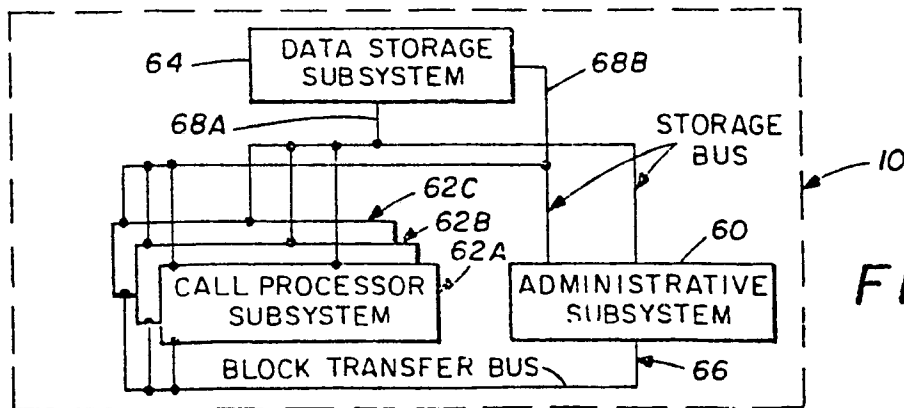 DATA STORAGE
SUBSYSTEM
64
68B
68A
STORAGE
BUS
10
62C
62B
62A
60
CALL PROCESSOR
SUBSYSTEM
ADMINISTRATIVE
SUBSYSTEM
BLOCK TRANSFER BUS
66